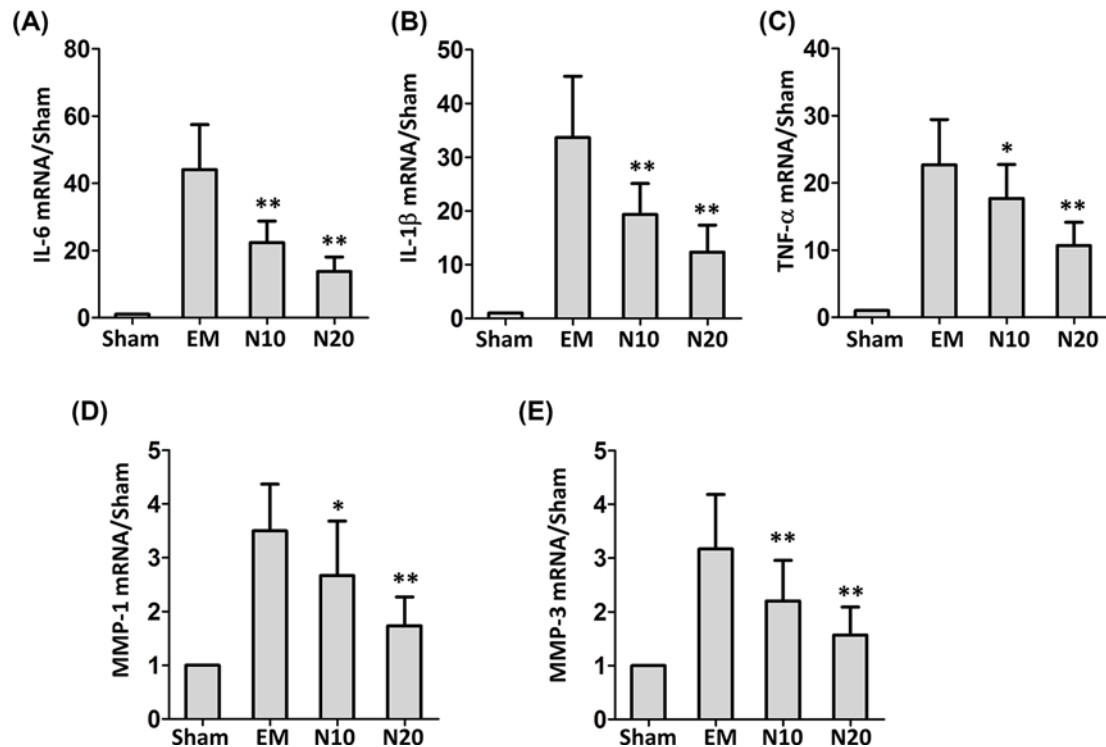 (A)
IL-6 mRNA/Sham
80
60
40
20
0
**
**
Sham EM N10 N20
(B)
IL-1β mRNA/Sham
50
40
30
20
10
0
**
**
Sham EM N10 N20
(C)
TNF-α mRNA/Sham
40
30
20
10
0
*
**
Sham EM N10 N20
(D)
MMP-1 mRNA/Sham
5
4
3
2
1
0
*
**
Sham EM N10 N20
(E)
MMP-3 mRNA/Sham
5
4
3
2
1
0
**
**
Sham EM N10 N20